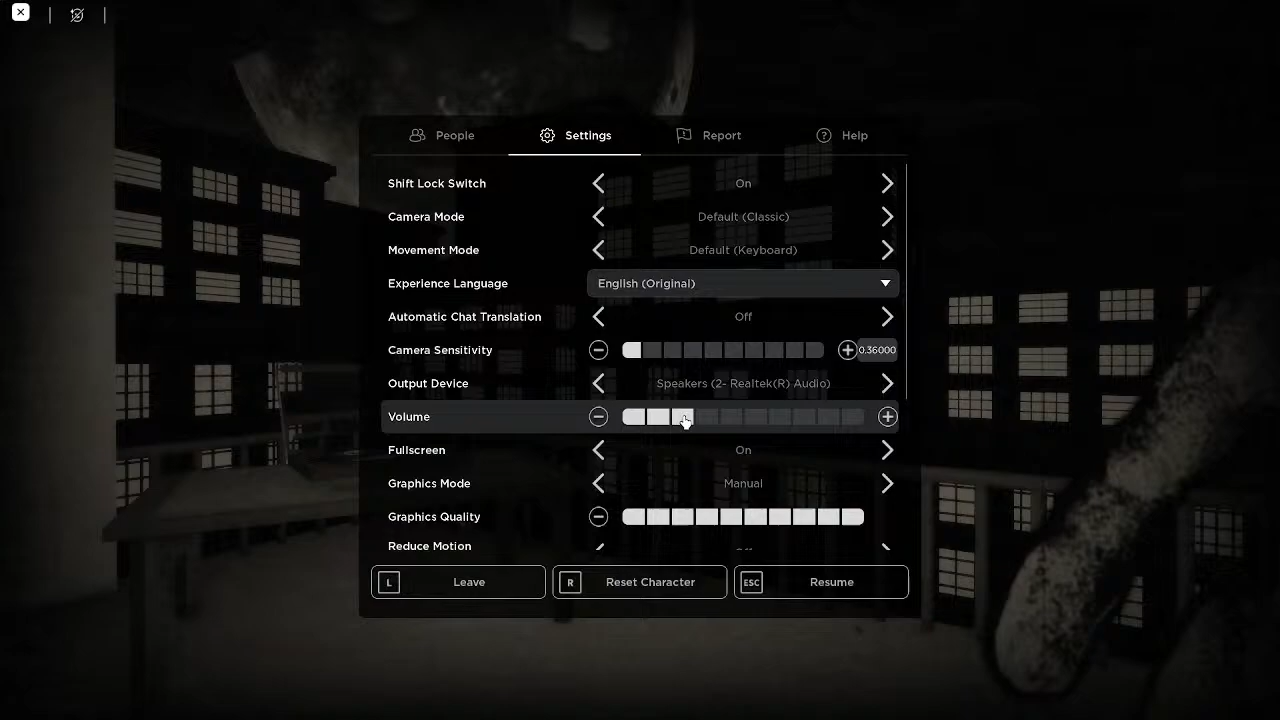 People Settings Report Help
Shift Lock Switch On
Camera Mode Default (Classic)
Movement Mode Default (Keyboard)
Experience Language English (Original)
Automatic Chat Translation Off
Camera Sensitivity 0.36000
Output Device Speakers (2- Realtek(R) Audio)
Volume
Fullscreen On
Graphics Mode Manual
Graphics Quality
Reduce Motion
L Leave R Reset Character ESC Resume